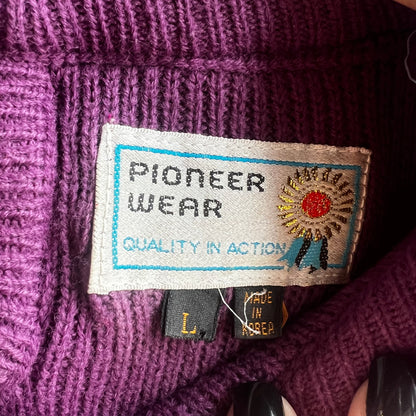 PIONEER
WEAR
QUALITY IN ACTION
L
MADE
IN
KOREA